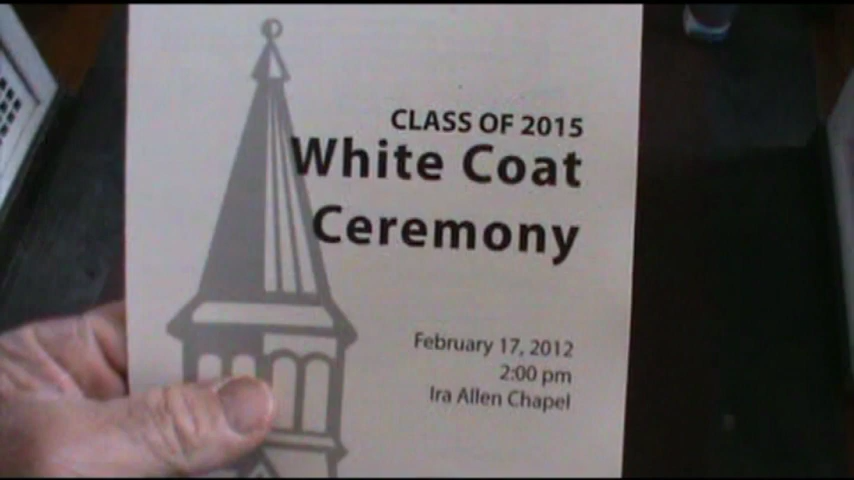 CLASS OF 2015
White Coat
Ceremony
February 17, 2012
2:00 pm
Ira Allen Chapel